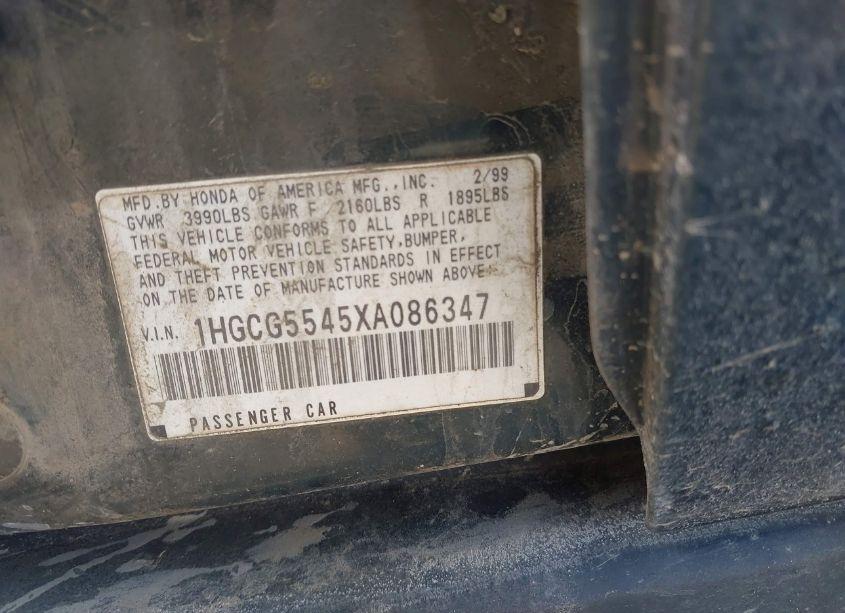 MFD. BY HONDA OF AMERICA MFG., INC. 2/99
GVWR 3990LBS GAWR F 2160LBS R 1895LBS
THIS VEHICLE CONFORMS TO ALL APPLICABLE
FEDERAL MOTOR VEHICLE SAFETY, BUMPER,
AND THEFT PREVENTION STANDARDS IN EFFECT
ON THE DATE OF MANUFACTURE SHOWN ABOVE.
V.I.N. 1HGCG5545XA086347
PASSENGER CAR